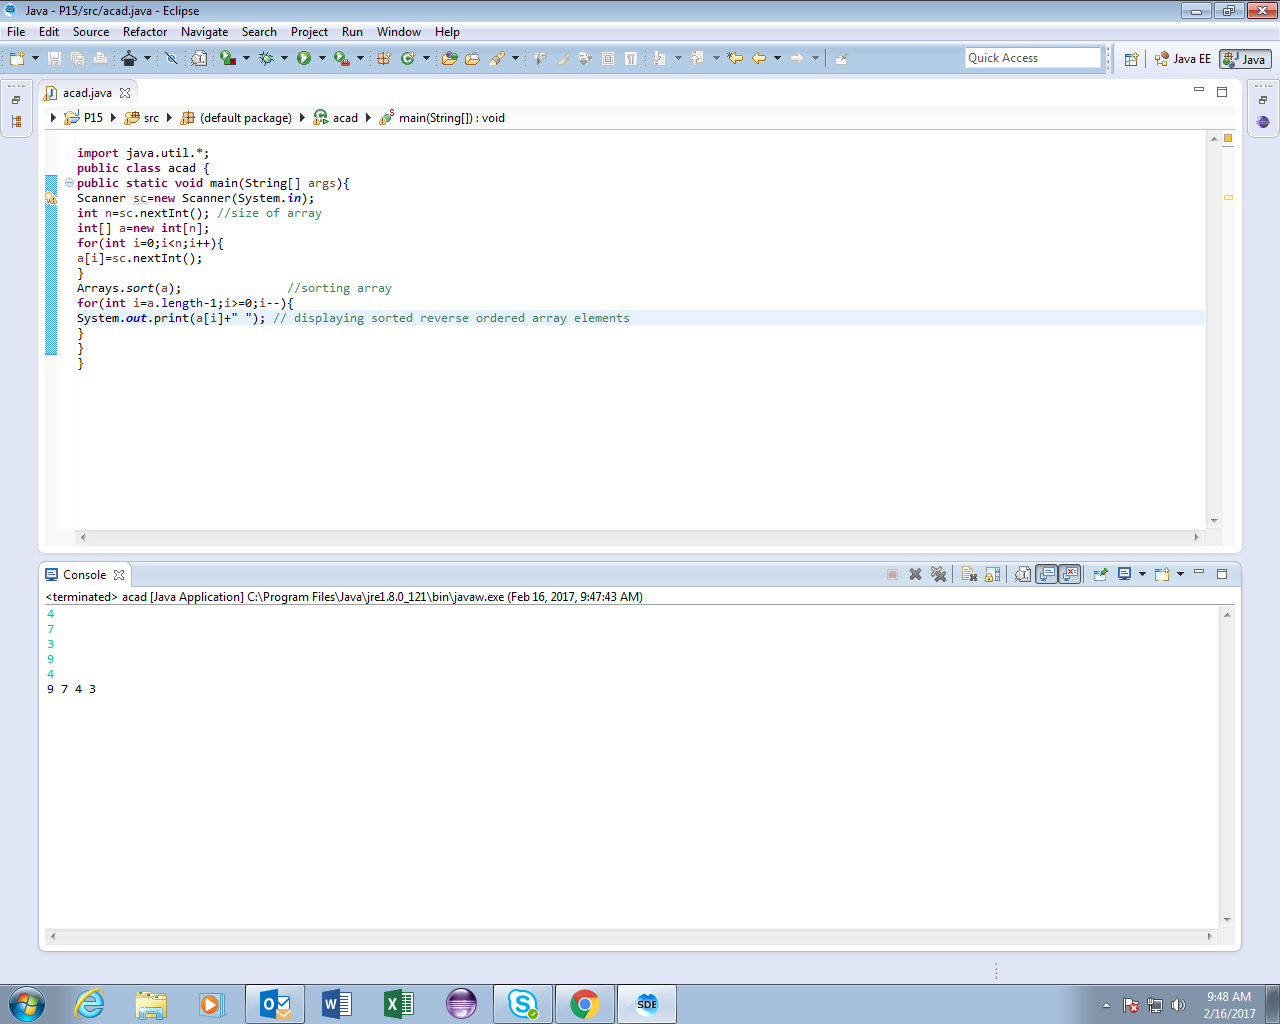 Java - P15/src/acad.java - Eclipse
File Edit Source Refactor Navigate Search Project Run Window Help
Quick Access Java EE Java
acad.java
P15 src (default package) acad main(String[]) : void
import java.util.*;
public class acad {
public static void main(String[] args){
Scanner sc=new Scanner(System.in);
int n=sc.nextInt(); //size of array
int[] a=new int[n];
for(int i=0;i<n;i++){
a[i]=sc.nextInt();
}
Arrays.sort(a); //sorting array
for(int i=a.length-1;i>=0;i--){
System.out.print(a[i]+" "); // displaying sorted reverse ordered array elements
}
}
}
Console
<terminated> acad [Java Application] C:\Program Files\Java\jre1.8.0_121\bin\javaw.exe (Feb 16, 2017, 9:47:43 AM)
4
7
3
9
4
9 7 4 3
SDE
9:48 AM
2/16/2017